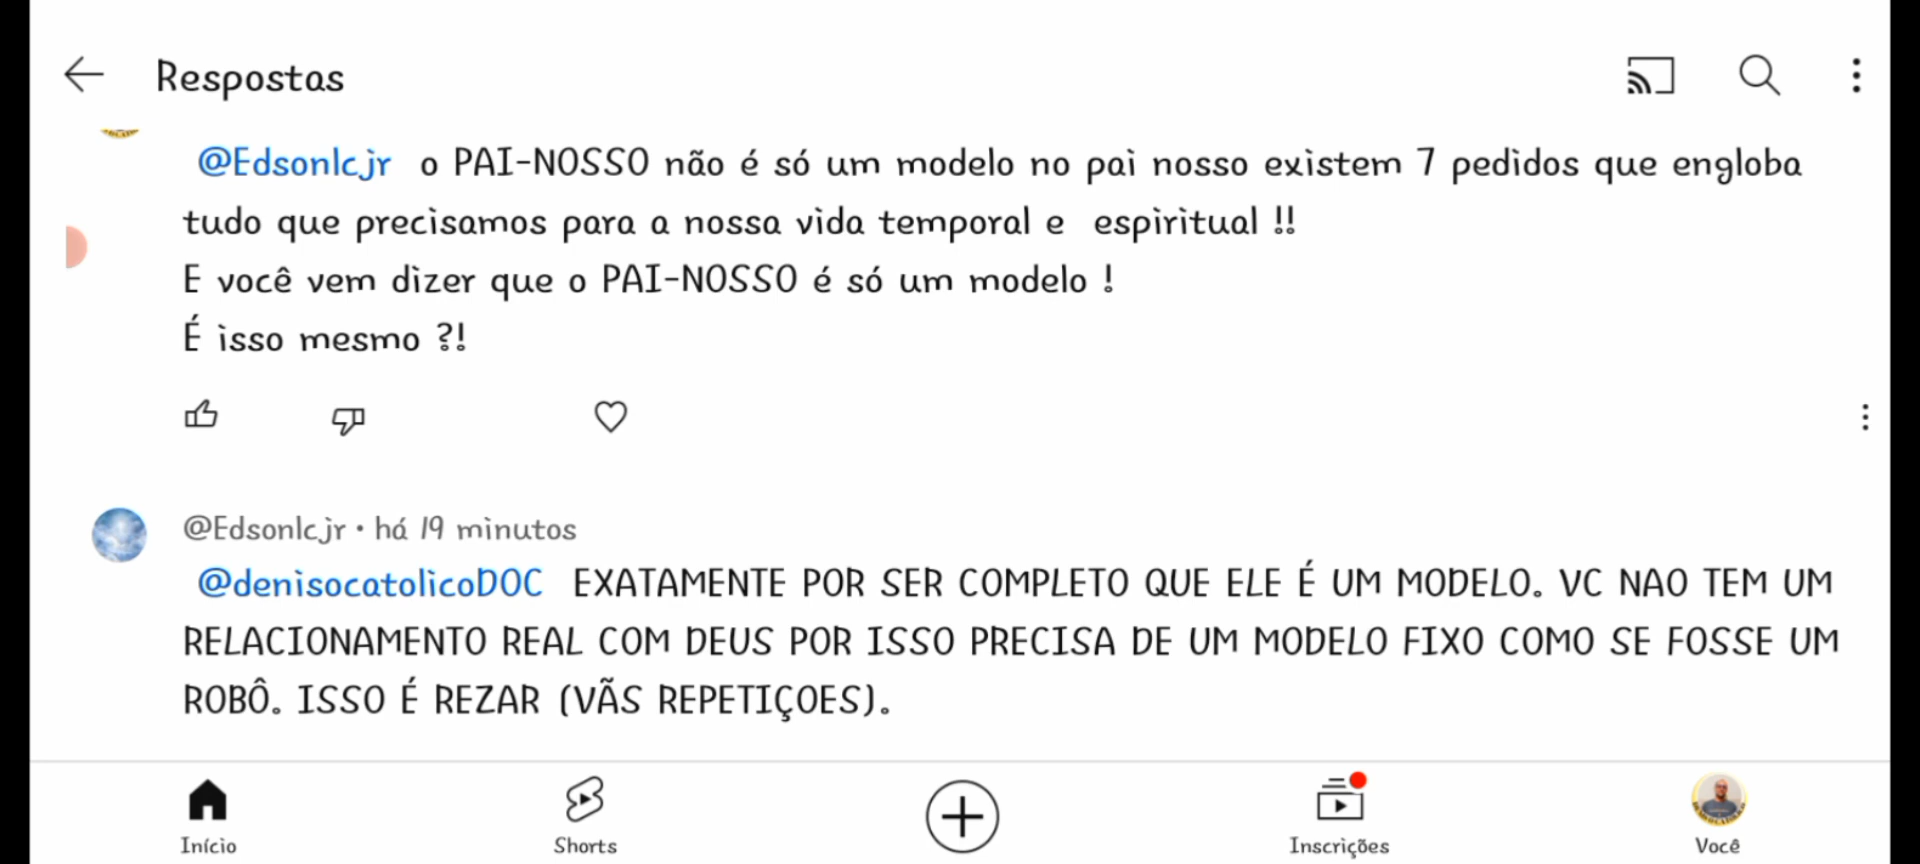 Respostas
@Edsonlcjr o PAI-NOSSO não é só um modelo no pai nosso existem 7 pedidos que engloba
tudo que precisamos para a nossa vida temporal e espiritual !!
E você vem dizer que o PAI-NOSSO é só um modelo !
É isso mesmo ?!
@Edsonlcjr • há 19 minutos
@denisocatolicoDOC EXATAMENTE POR SER COMPLETO QUE ELE É UM MODELO. VC NAO TEM UM
RELACIONAMENTO REAL COM DEUS POR ISSO PRECISA DE UM MODELO FIXO COMO SE FOSSE UM
ROBÔ. ISSO É REZAR (VÃS REPETIÇOES).
Início
Shorts
Inscrições
Você